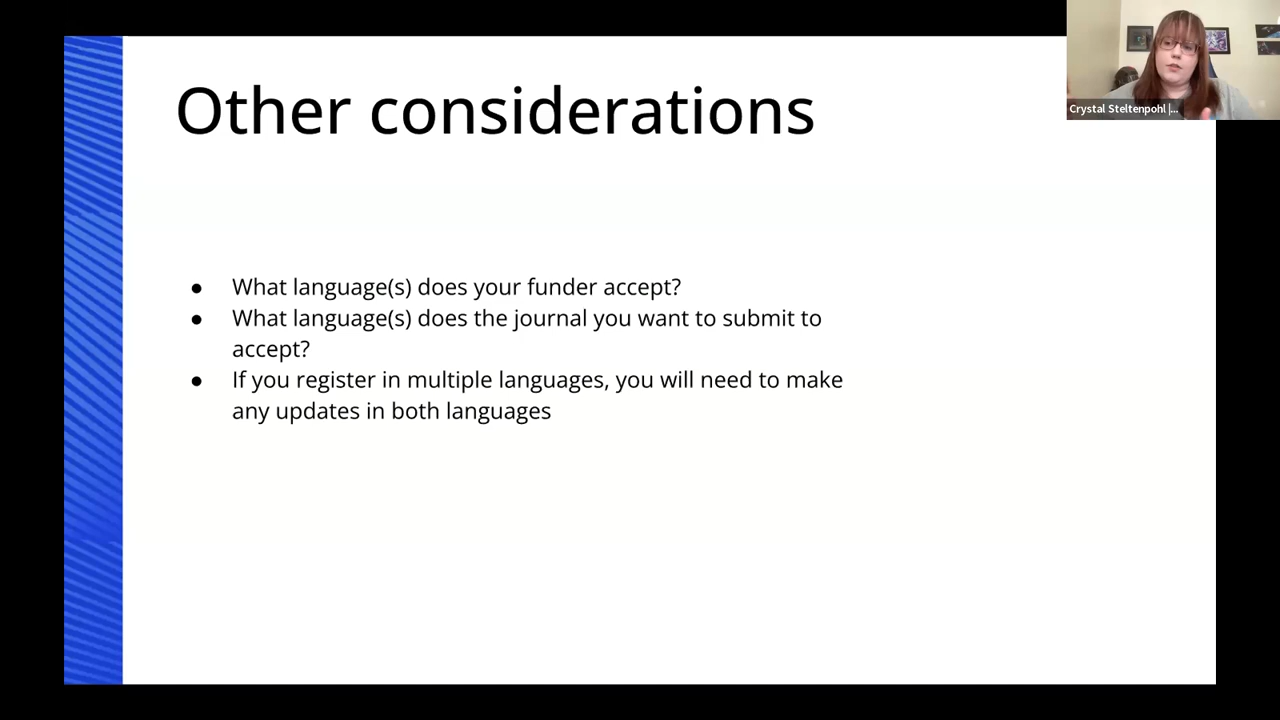 Other considerations
Crystal Steltenpohl |...
● What language(s) does your funder accept?
● What language(s) does the journal you want to submit to
accept?
● If you register in multiple languages, you will need to make
any updates in both languages